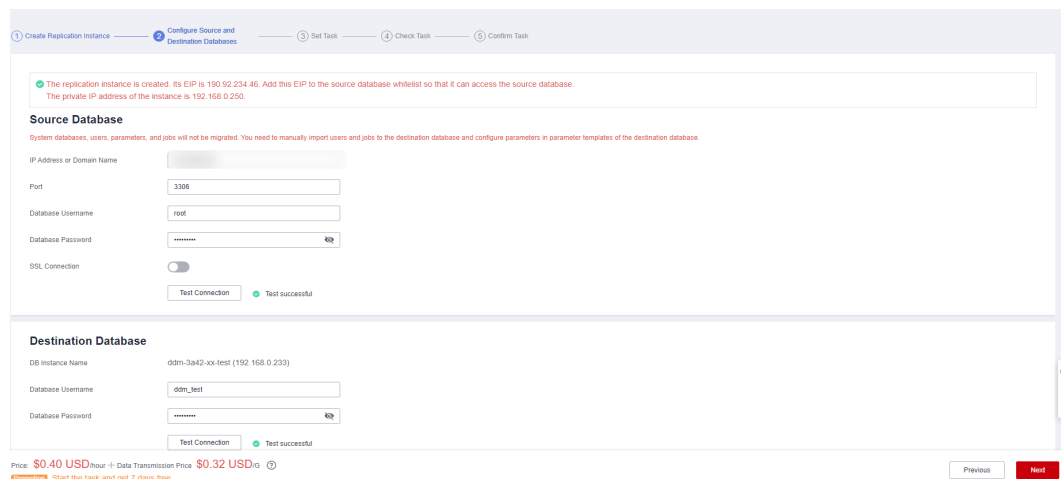 1 Create Replication Instance 2 Configure Source and Destination Databases 3 Set Task 4 Check Task 5 Confirm Task
The replication instance is created. Its EIP is 190.92.234.46. Add this EIP to the source database whitelist so that it can access the source database.
The private IP address of the instance is 192.168.0.250.
Source Database
System databases, users, parameters, and jobs will not be migrated. You need to manually import users and jobs to the destination database and configure parameters in parameter templates of the destination database.
IP Address or Domain Name
Port 3306
Database Username root
Database Password •••••••••
SSL Connection
Test Connection Test successful
Destination Database
DB Instance Name ddm-3a42-xx-test (192.168.0.233)
Database Username ddm_test
Database Password •••••••••
Test Connection Test successful
Price: $0.40 USD/hour + Data Transmission Price $0.32 USD/G ? Previous Next
Promotion Start the task and get 7 days free